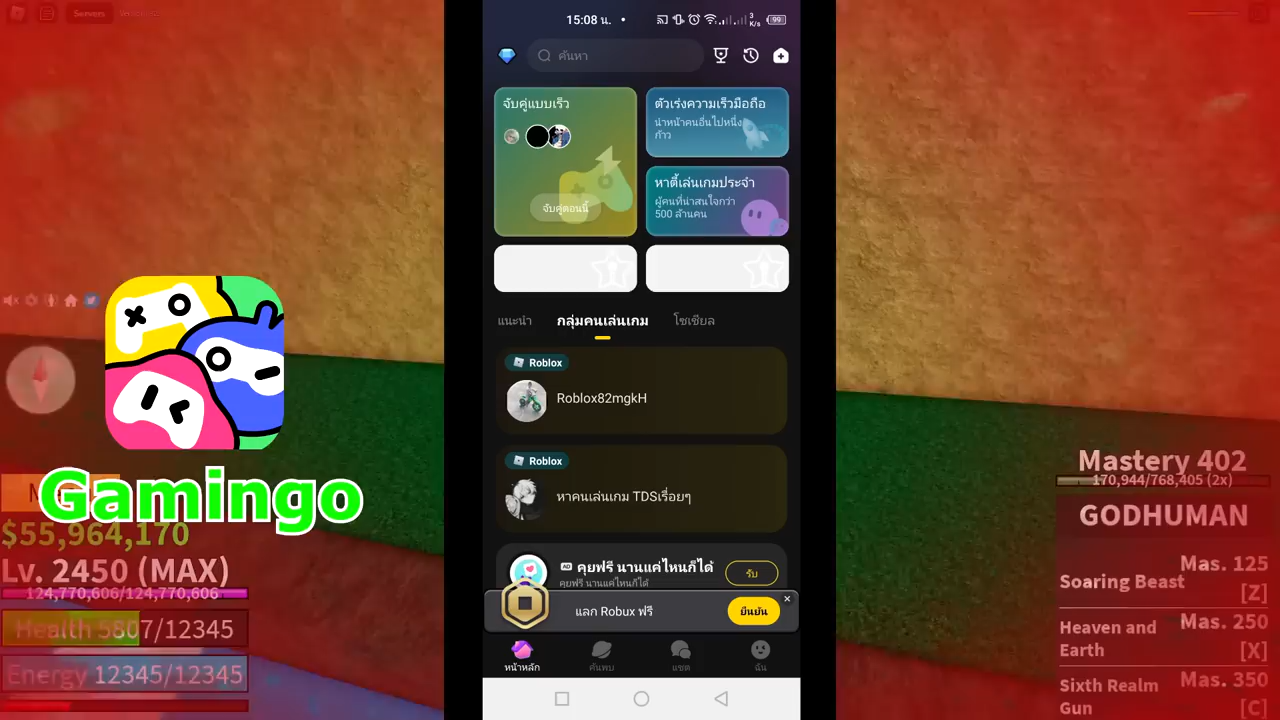 Servers
15:08 น.
3
K/s
99
ค้นหา
จับคู่แบบเร็ว
จับคู่ตอนนี้
ตัวเร่งความเร็วมือถือ
นำหน้าคนอื่นไปหนึ่ง
ก้าว
หาตี้เล่นเกมประจำ
ผู้คนที่น่าสนใจกว่า
500 ล้านคน
แนะนำ
กลุ่มคนเล่นเกม
โซเชียล
Roblox
Roblox82mgkH
Roblox
หาคนเล่นเกม TDSเรื่อยๆ
AD คุยฟรี นานแค่ไหนก็ได้
คุยฟรี นานแค่ไหนก็ได้
รับ
แลก Robux ฟรี
ยืนยัน
หน้าหลัก
ค้นพบ
แชต
ฉัน
Gamingo
$55,964,170
Lv. 2450 (MAX)
124,770,606/124,770,606
Health 5807/12345
Energy 12345/12345
Mastery 402
170,944/768,405 (2x)
GODHUMAN
Mas. 125
Soaring Beast
[Z]
Mas. 250
Heaven and
Earth
[X]
Mas. 350
Sixth Realm
Gun
[C]